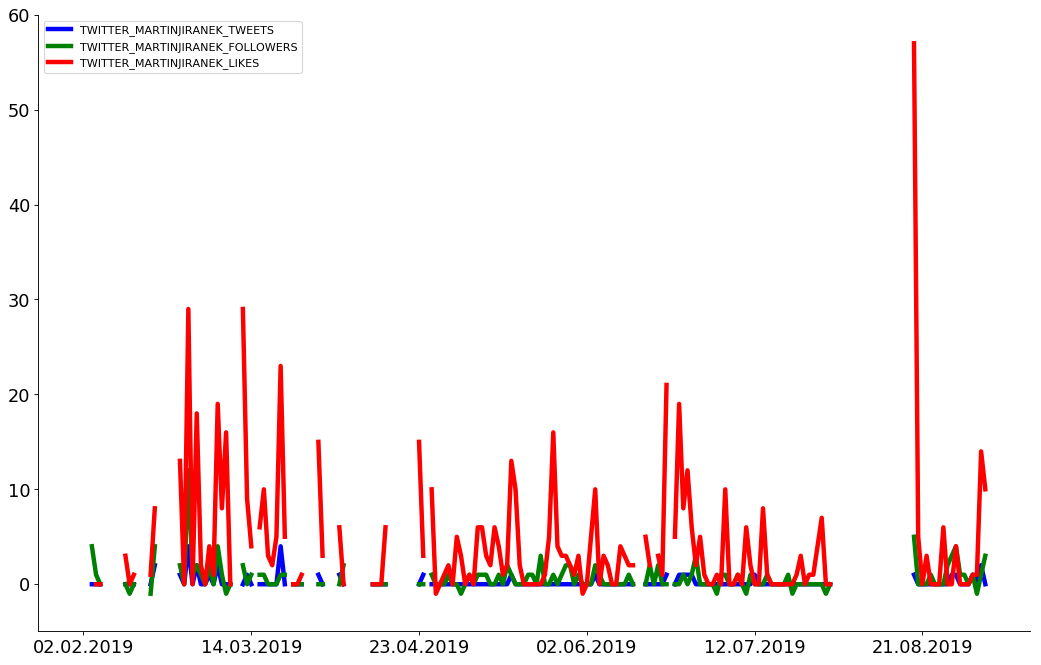 60
50
40
30
20
10
0
TWITTER_MARTINJIRANEK_TWEETS
TWITTER_MARTINJIRANEK_FOLLOWERS
TWITTER_MARTINJIRANEK_LIKES
02.02.2019 14.03.2019 23.04.2019 02.06.2019 12.07.2019 21.08.2019